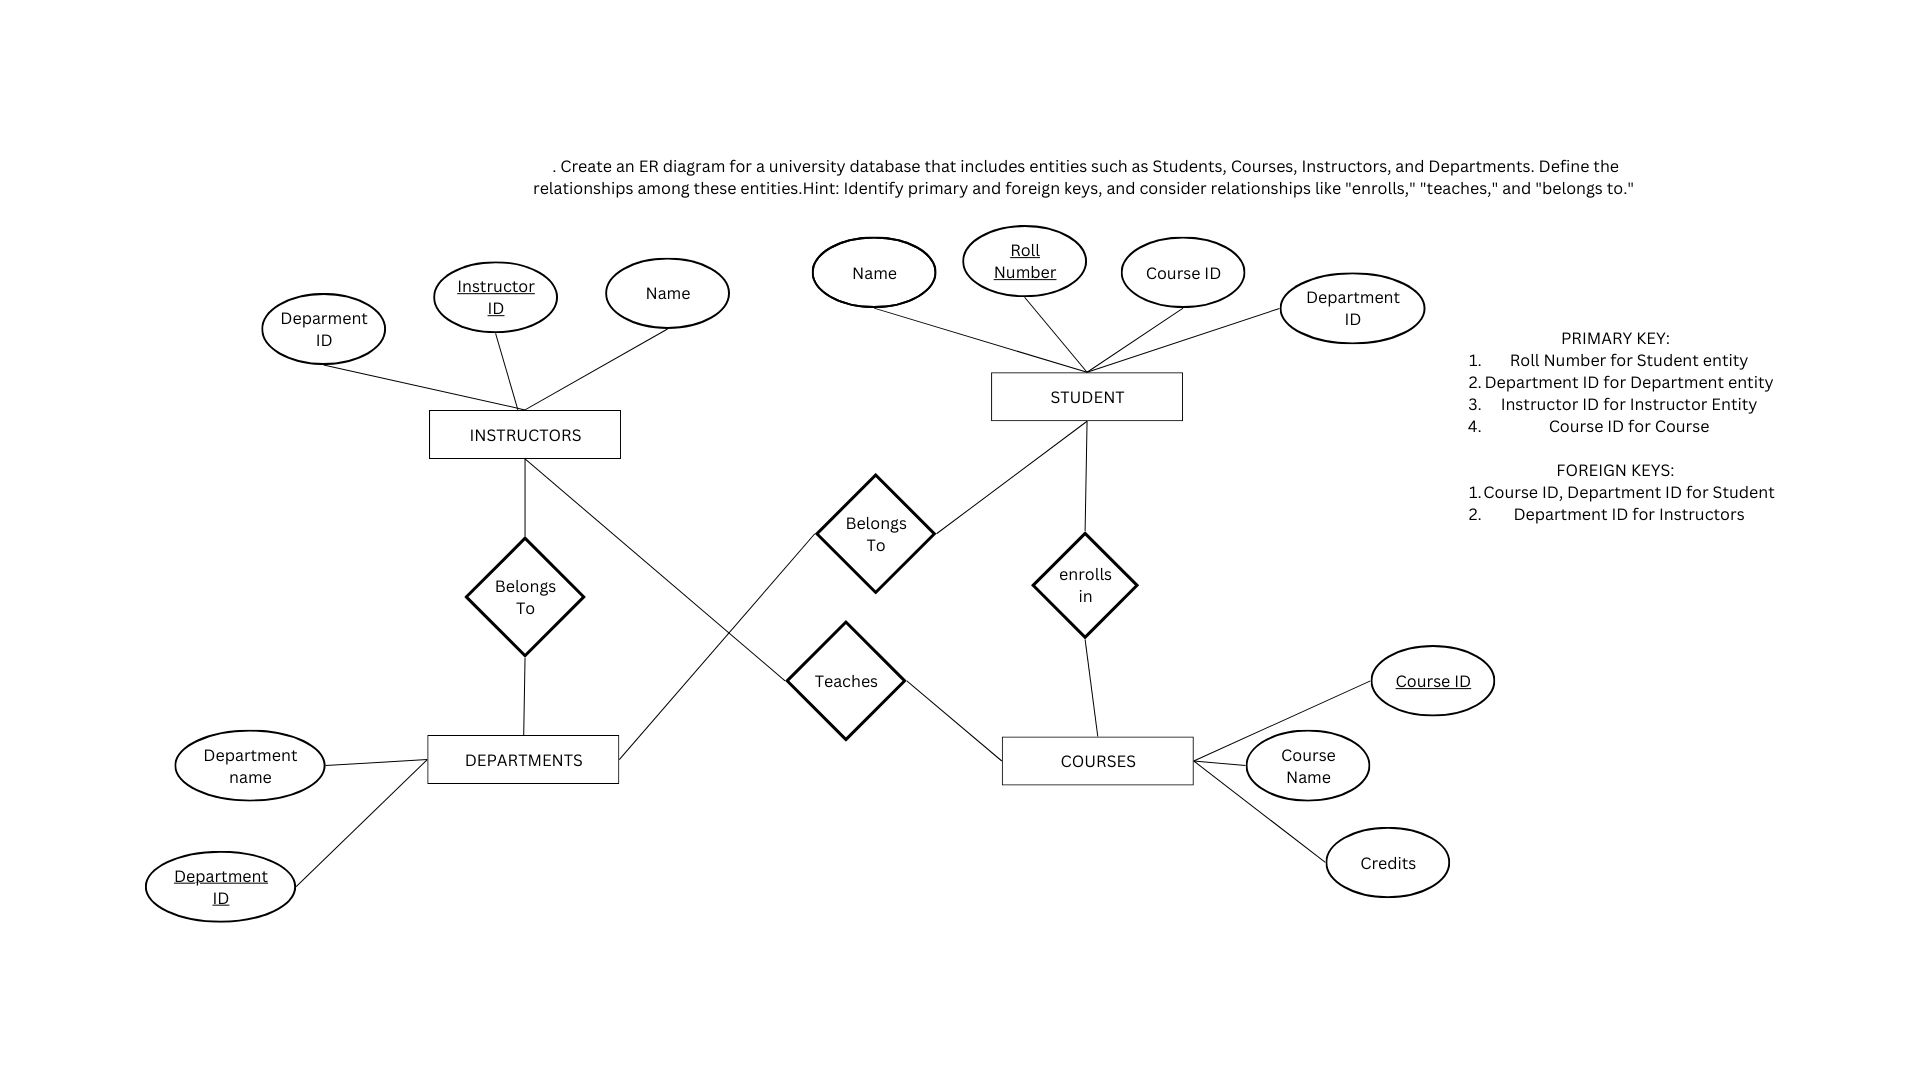 . Create an ER diagram for a university database that includes entities such as Students, Courses, Instructors, and Departments. Define the
relationships among these entities.Hint: Identify primary and foreign keys, and consider relationships like "enrolls," "teaches," and "belongs to."
Deparment
ID
Instructor
ID
Name
Name
Roll
Number
Course ID
Department
ID
INSTRUCTORS
STUDENT
PRIMARY KEY:
1. Roll Number for Student entity
2. Department ID for Department entity
3. Instructor ID for Instructor Entity
4. Course ID for Course
FOREIGN KEYS:
1. Course ID, Department ID for Student
2. Department ID for Instructors
Belongs
To
Belongs
To
enrolls
in
Teaches
Department
name
DEPARTMENTS
Department
ID
COURSES
Course ID
Course
Name
Credits